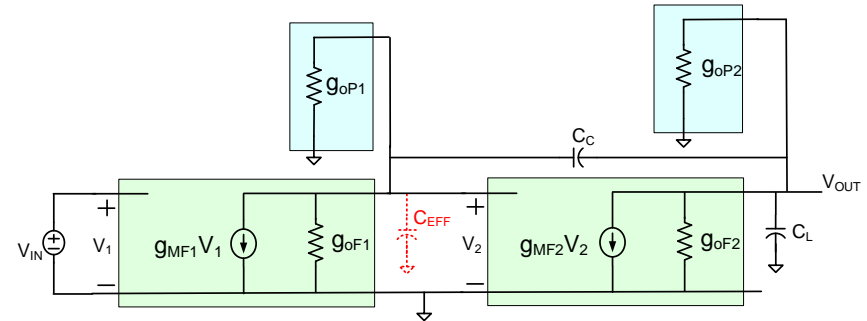 g_oP1
g_oP2
C_C
V_IN
+
V_1
−
g_MF1V_1
g_oF1
C_EFF
+
V_2
−
g_MF2V_2
g_oF2
V_OUT
C_L